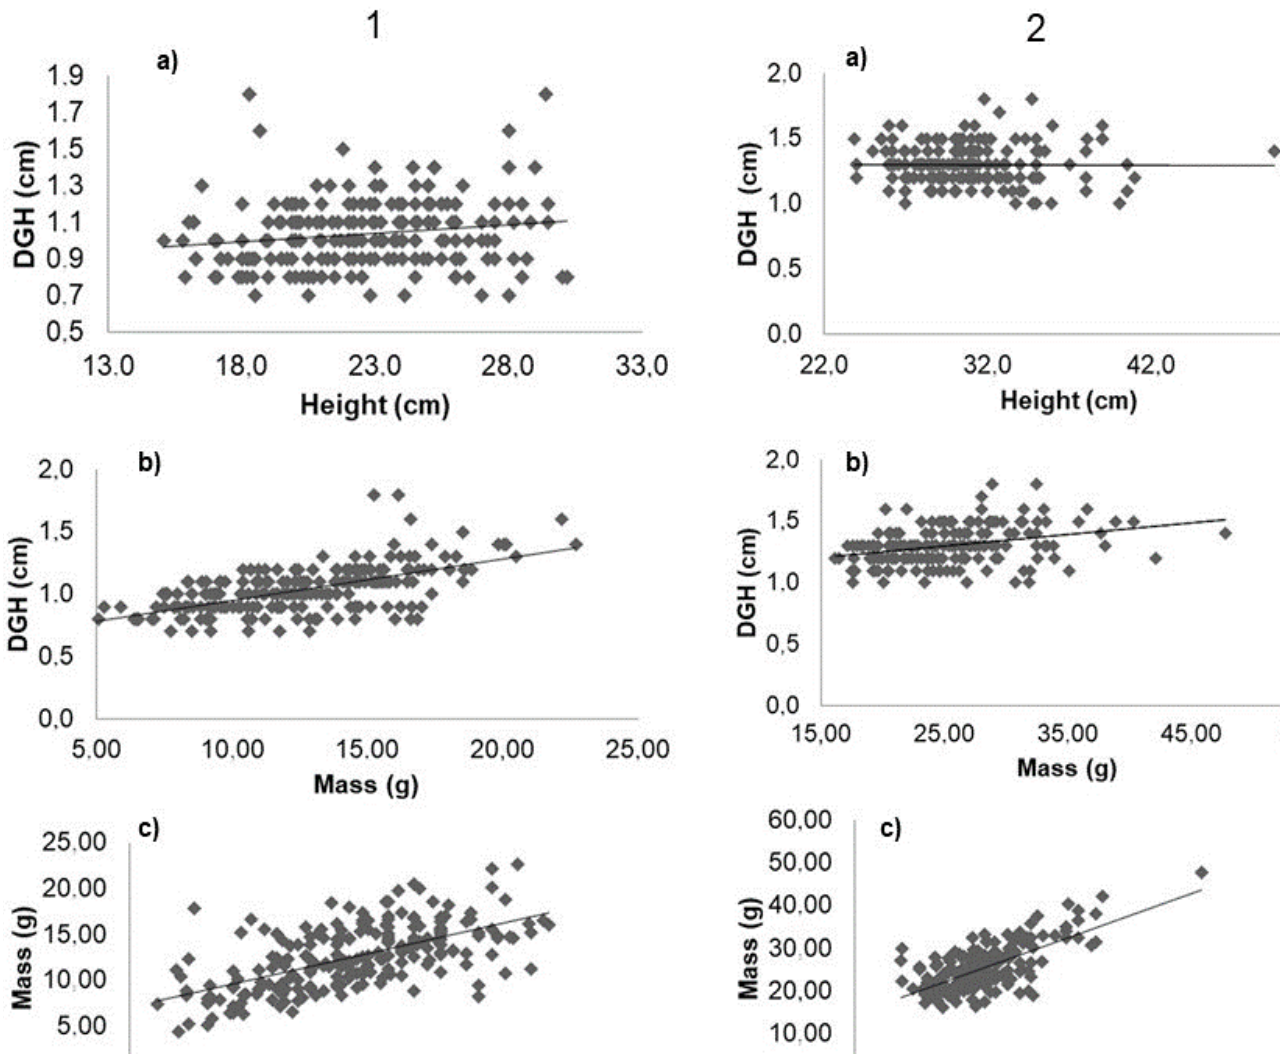 1
a)
1.9
1.7
1.5
1.3
1.1
0.9
0.7
0.5
DGH (cm)
13.0 18,0 23,0 28,0 33,0
Height (cm)
b)
2,0
1,5
1.0
0,5
0,0
DGH (cm)
5,00 10,00 15,00 20,00 25,00
Mass (g)
c)
25,00
20,00
15,00
10,00
5,00
Mass (g)
2
a)
2.0
1.5
1.0
0.5
0.0
DGH (cm)
22,0 32,0 42,0
Height (cm)
b)
2,0
1,5
1,0
0,5
0,0
DGH (cm)
15,00 25,00 35,00 45,00
Mass (g)
c)
60,00
50,00
40,00
30,00
20,00
10,00
Mass (g)